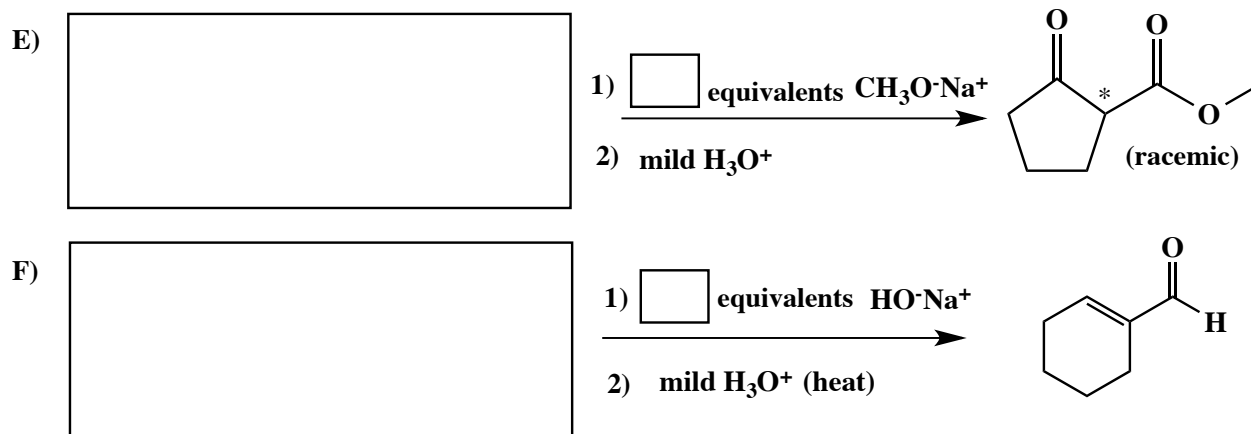 E)
1) equivalents CH₃O⁻Na⁺
2) mild H₃O⁺
O
O
*
O
(racemic)
F)
1) equivalents HO⁻Na⁺
2) mild H₃O⁺ (heat)
O
H